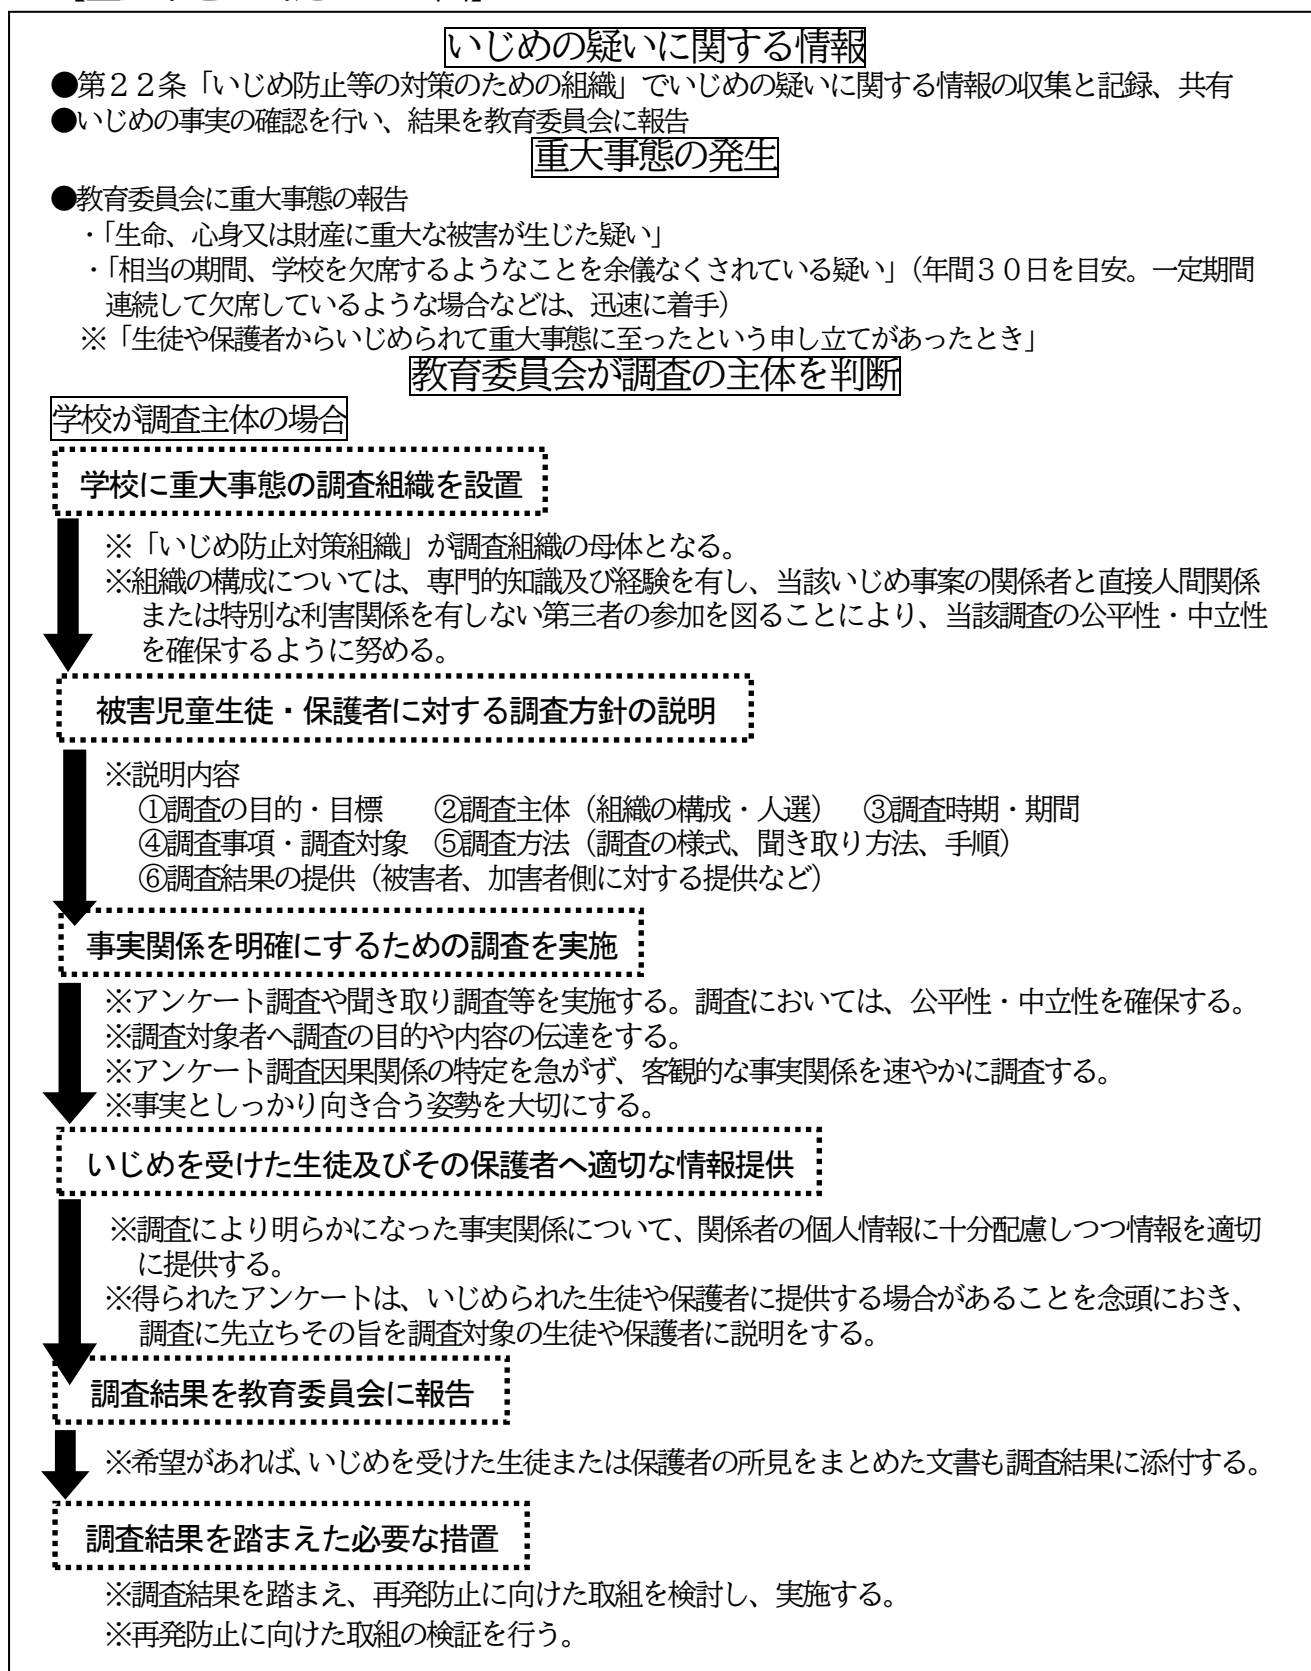 いじめの疑いに関する情報
●第２２条「いじめ防止等の対策のための組織」でいじめの疑いに関する情報の収集と記録、共有
●いじめの事実の確認を行い、結果を教育委員会に報告
重大事態の発生
●教育委員会に重大事態の報告
・「生命、心身又は財産に重大な被害が生じた疑い」
・「相当の期間、学校を欠席するようなことを余儀なくされている疑い」（年間３０日を目安。一定期間
連続して欠席しているような場合などは、迅速に着手）
※「生徒や保護者からいじめられて重大事態に至ったという申し立てがあったとき」
教育委員会が調査の主体を判断
学校が調査主体の場合
学校に重大事態の調査組織を設置
※「いじめ防止対策組織」が調査組織の母体となる。
※組織の構成については、専門的知識及び経験を有し、当該いじめ事案の関係者と直接人間関係
または特別な利害関係を有しない第三者の参加を図ることにより、当該調査の公平性・中立性
を確保するように努める。
被害児童生徒・保護者に対する調査方針の説明
※説明内容
①調査の目的・目標　②調査主体（組織の構成・人選）　③調査時期・期間
④調査事項・調査対象　⑤調査方法（調査の様式、聞き取り方法、手順）
⑥調査結果の提供（被害者、加害者側に対する提供など）
事実関係を明確にするための調査を実施
※アンケート調査や聞き取り調査等を実施する。調査においては、公平性・中立性を確保する。
※調査対象者へ調査の目的や内容の伝達をする。
※アンケート調査因果関係の特定を急がず、客観的な事実関係を速やかに調査する。
※事実としっかり向き合う姿勢を大切にする。
いじめを受けた生徒及びその保護者へ適切な情報提供
※調査により明らかになった事実関係について、関係者の個人情報に十分配慮しつつ情報を適切
に提供する。
※得られたアンケートは、いじめられた生徒や保護者に提供する場合があることを念頭におき、
調査に先立ちその旨を調査対象の生徒や保護者に説明をする。
調査結果を教育委員会に報告
※希望があれば、いじめを受けた生徒または保護者の所見をまとめた文書も調査結果に添付する。
調査結果を踏まえた必要な措置
※調査結果を踏まえ、再発防止に向けた取組を検討し、実施する。
※再発防止に向けた取組の検証を行う。